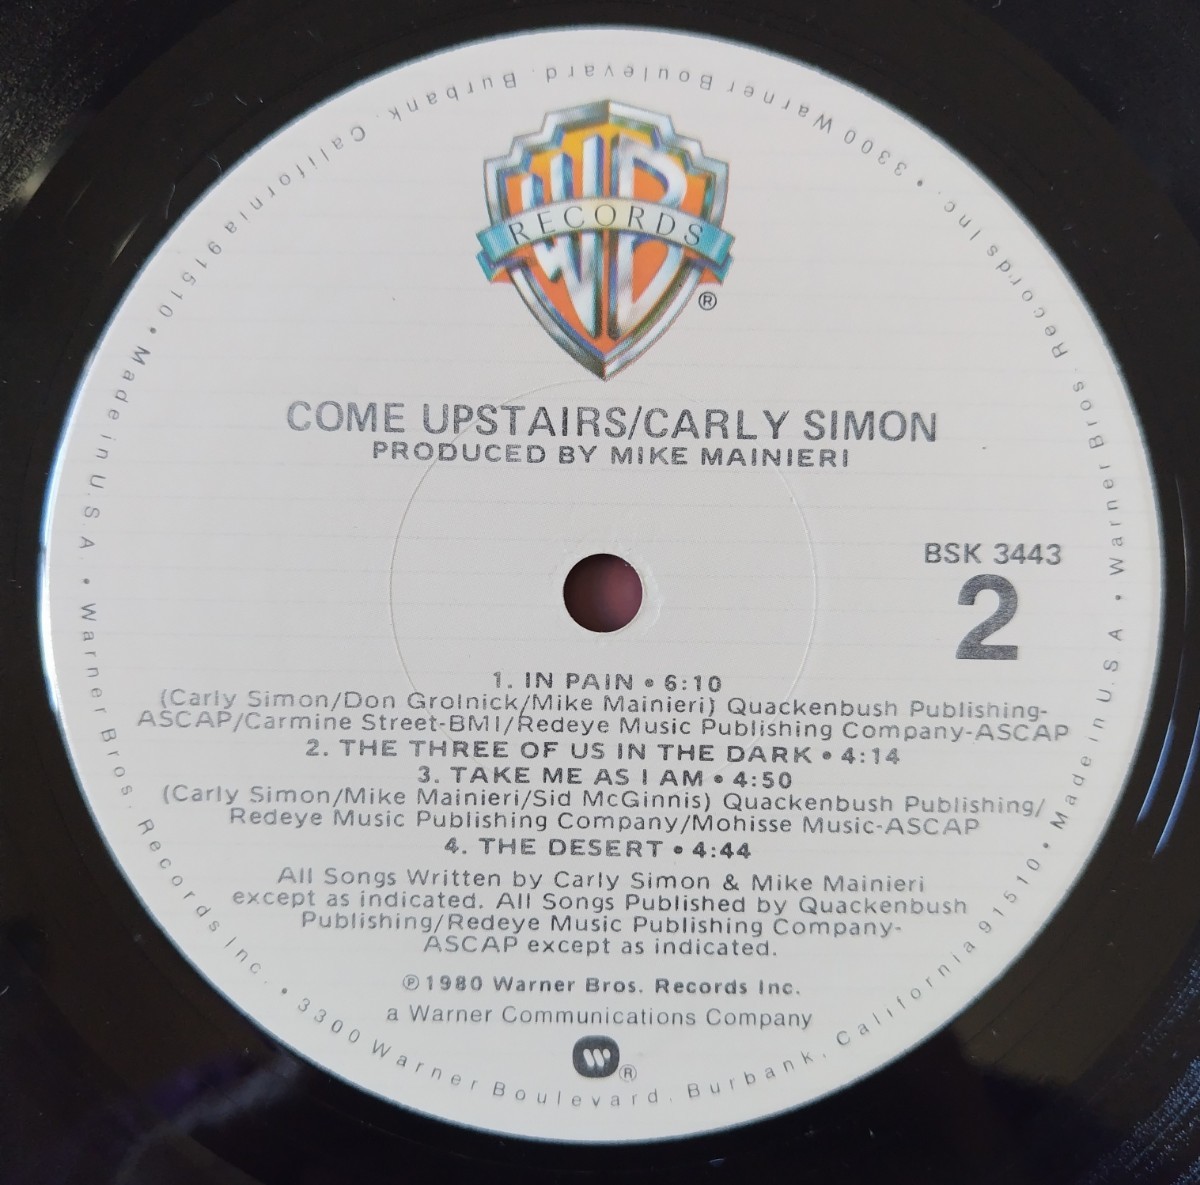 WB
RECORDS
®
COME UPSTAIRS/CARLY SIMON
PRODUCED BY MIKE MAINIERI
BSK 3443
2
1. IN PAIN • 6:10
(Carly Simon/Don Grolnick/Mike Mainieri) Quackenbush Publishing-
ASCAP/Carmine Street-BMI/Redeye Music Publishing Company-ASCAP
2. THE THREE OF US IN THE DARK • 4:14
3. TAKE ME AS I AM • 4:50
(Carly Simon/Mike Mainieri/Sid McGinnis) Quackenbush Publishing/
Redeye Music Publishing Company/Mohisse Music-ASCAP
4. THE DESERT • 4:44
All Songs Written by Carly Simon & Mike Mainieri
except as indicated. All Songs Published by Quackenbush
Publishing/Redeye Music Publishing Company-
ASCAP except as indicated.
℗1980 Warner Bros. Records Inc.
a Warner Communications Company
®
Made in U.S.A. • Warner Bros. Records Inc. • 3300 Warner Boulevard. Burbank, California 91510 • Made in U.S.A • Warner Bros. Records Inc. • 3300 Warner Boulevard. Burbank. California 91510 •